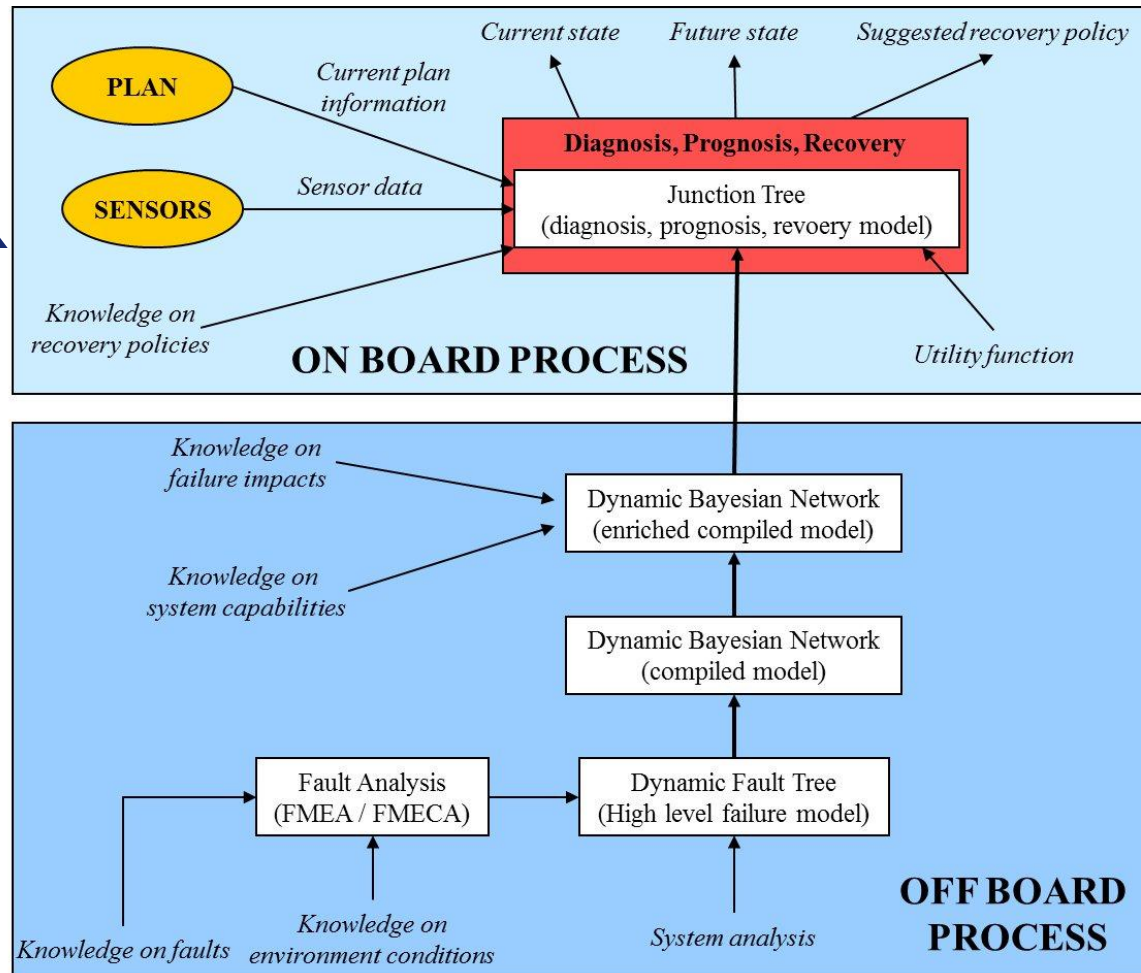 Current state
Future state
Suggested recovery policy
PLAN
Current plan
information
Diagnosis, Prognosis, Recovery
SENSORS
Sensor data
Junction Tree
(diagnosis, prognosis, revoery model)
Knowledge on
recovery policies
ON BOARD PROCESS
Utility function
Knowledge on
failure impacts
Dynamic Bayesian Network
(enriched compiled model)
Knowledge on
system capabilities
Dynamic Bayesian Network
(compiled model)
Fault Analysis
(FMEA / FMECA)
Dynamic Fault Tree
(High level failure model)
OFF BOARD
PROCESS
Knowledge on faults
Knowledge on
environment conditions
System analysis